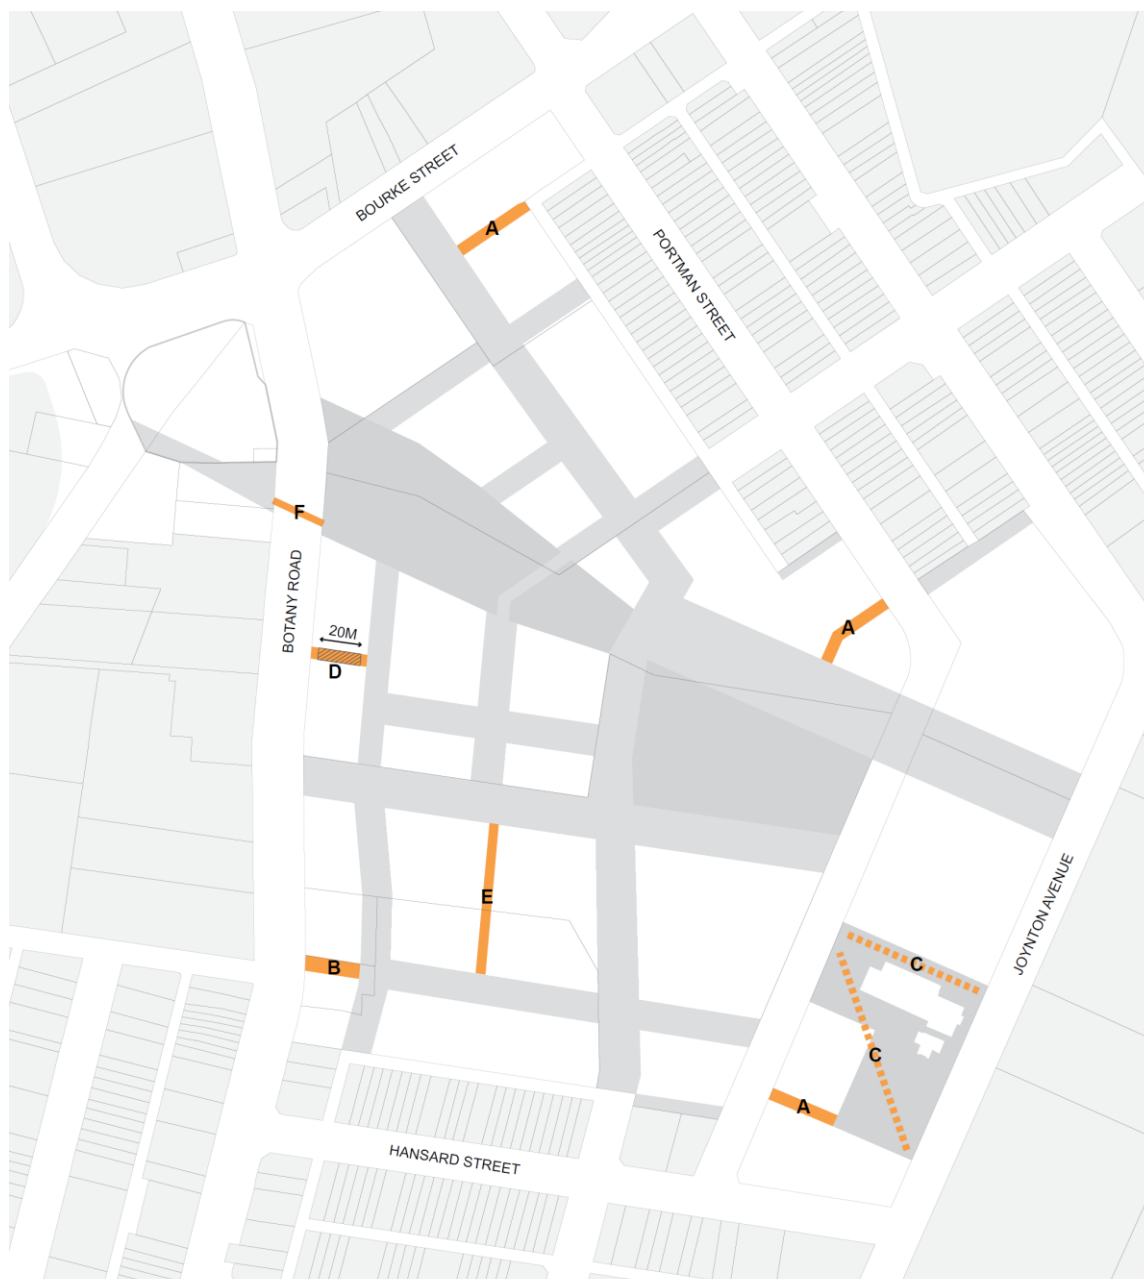 BOURKE STREET
A
PORTMAN STREET
F
BOTANY ROAD
A
20M
D
E
JOYNTON AVENUE
B
C
C
A
HANSARD STREET